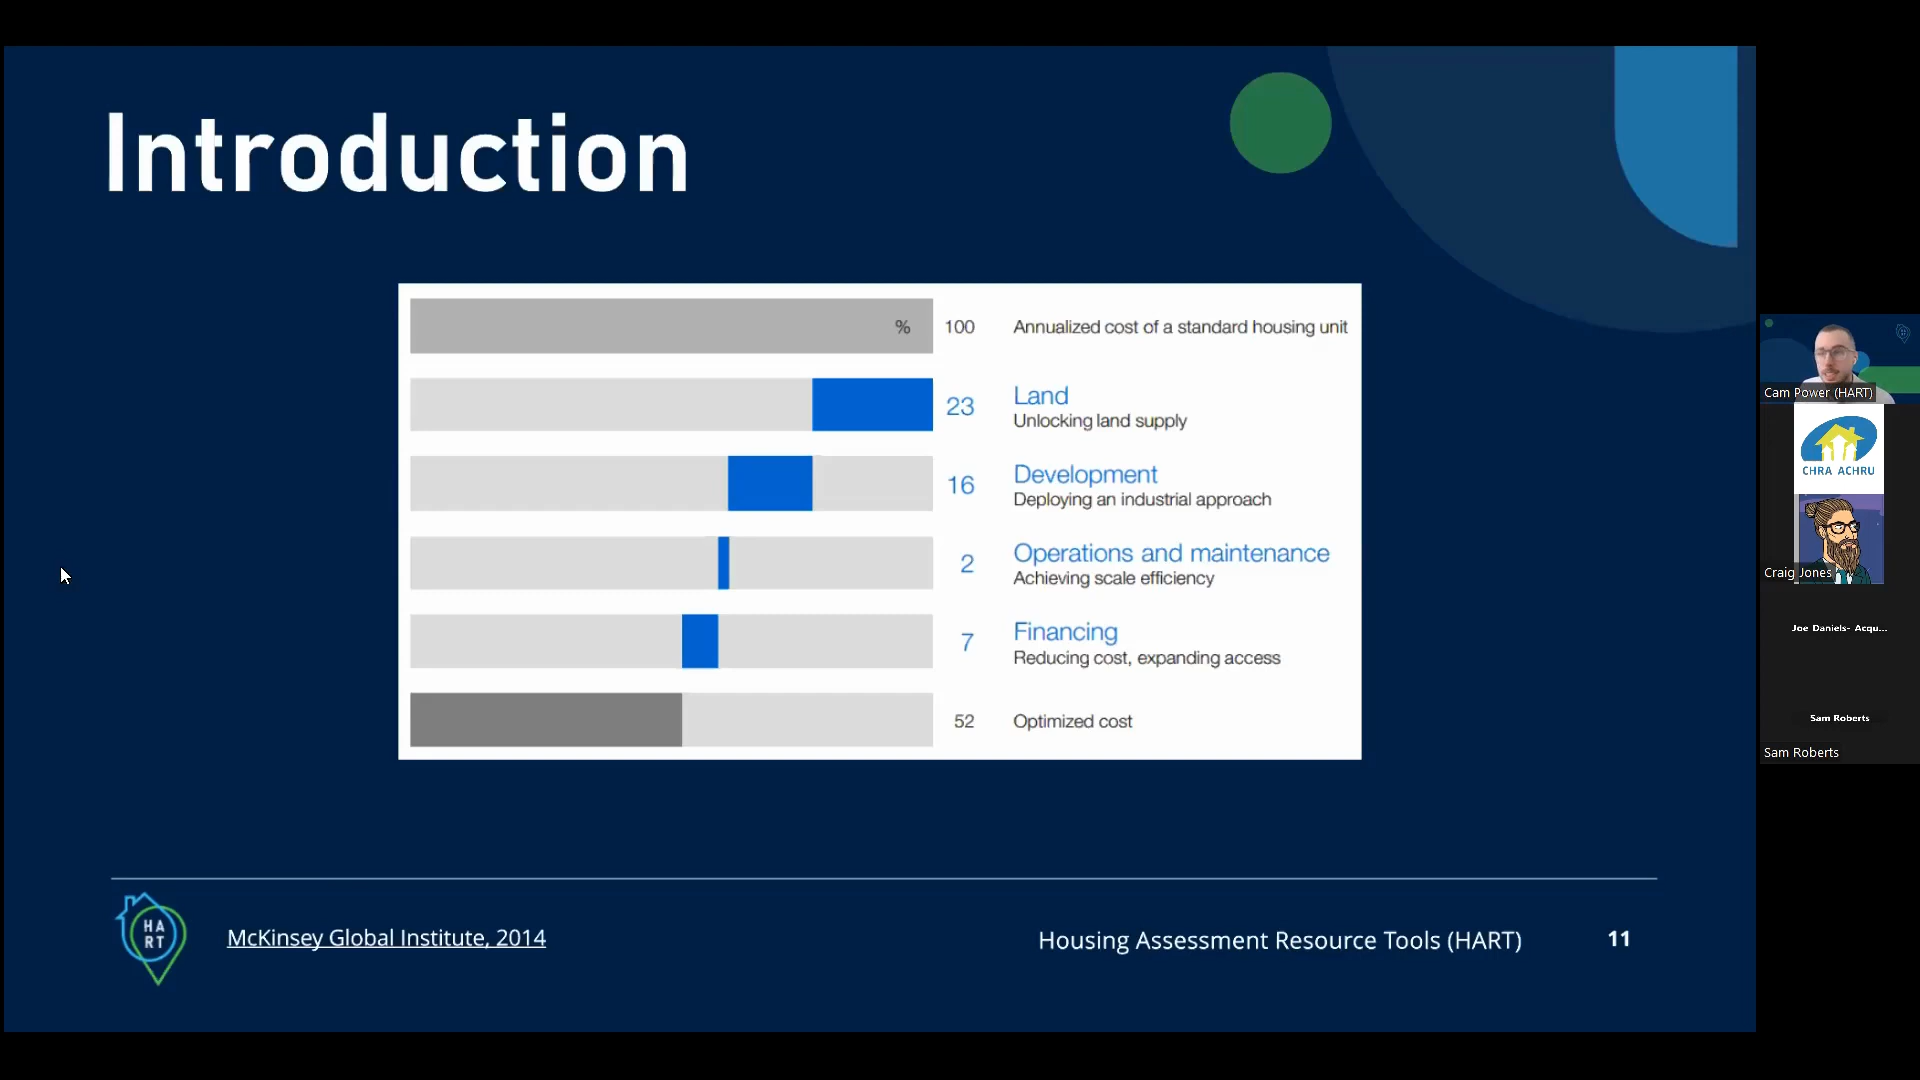 Introduction
% 100 Annualized cost of a standard housing unit
23 Land
Unlocking land supply
16 Development
Deploying an industrial approach
2 Operations and maintenance
Achieving scale efficiency
7 Financing
Reducing cost, expanding access
52 Optimized cost
HA
RT
McKinsey Global Institute, 2014
Housing Assessment Resource Tools (HART)
11
Cam Power (HART)
CHRA ACHRU
Craig Jones
Joe Daniels- Acqu...
Sam Roberts
Sam Roberts